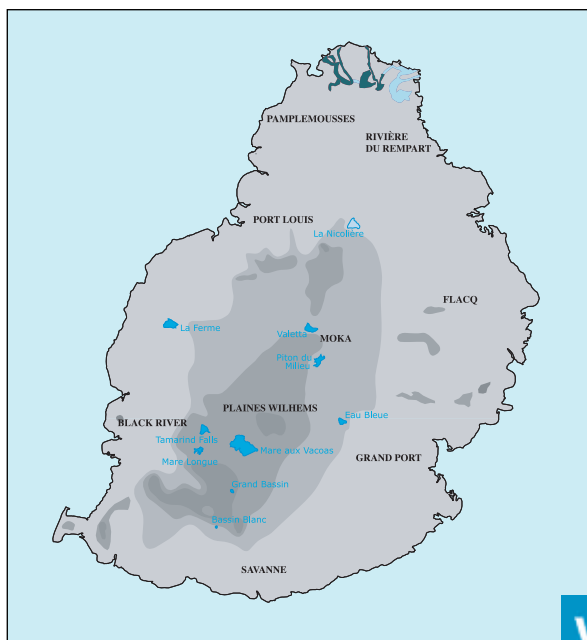 PAMPLEMOUSSES
RIVIÈRE
DU REMPART
PORT LOUIS
La Nicolière
FLACQ
La Ferme
Valetta
MOKA
Piton du
Milieu
PLAINES WILHEMS
Eau Bleue
BLACK RIVER
Tamarind Falls
Mare aux Vacoas
GRAND PORT
Mare Longue
Grand Bassin
Bassin Blanc
SAVANNE